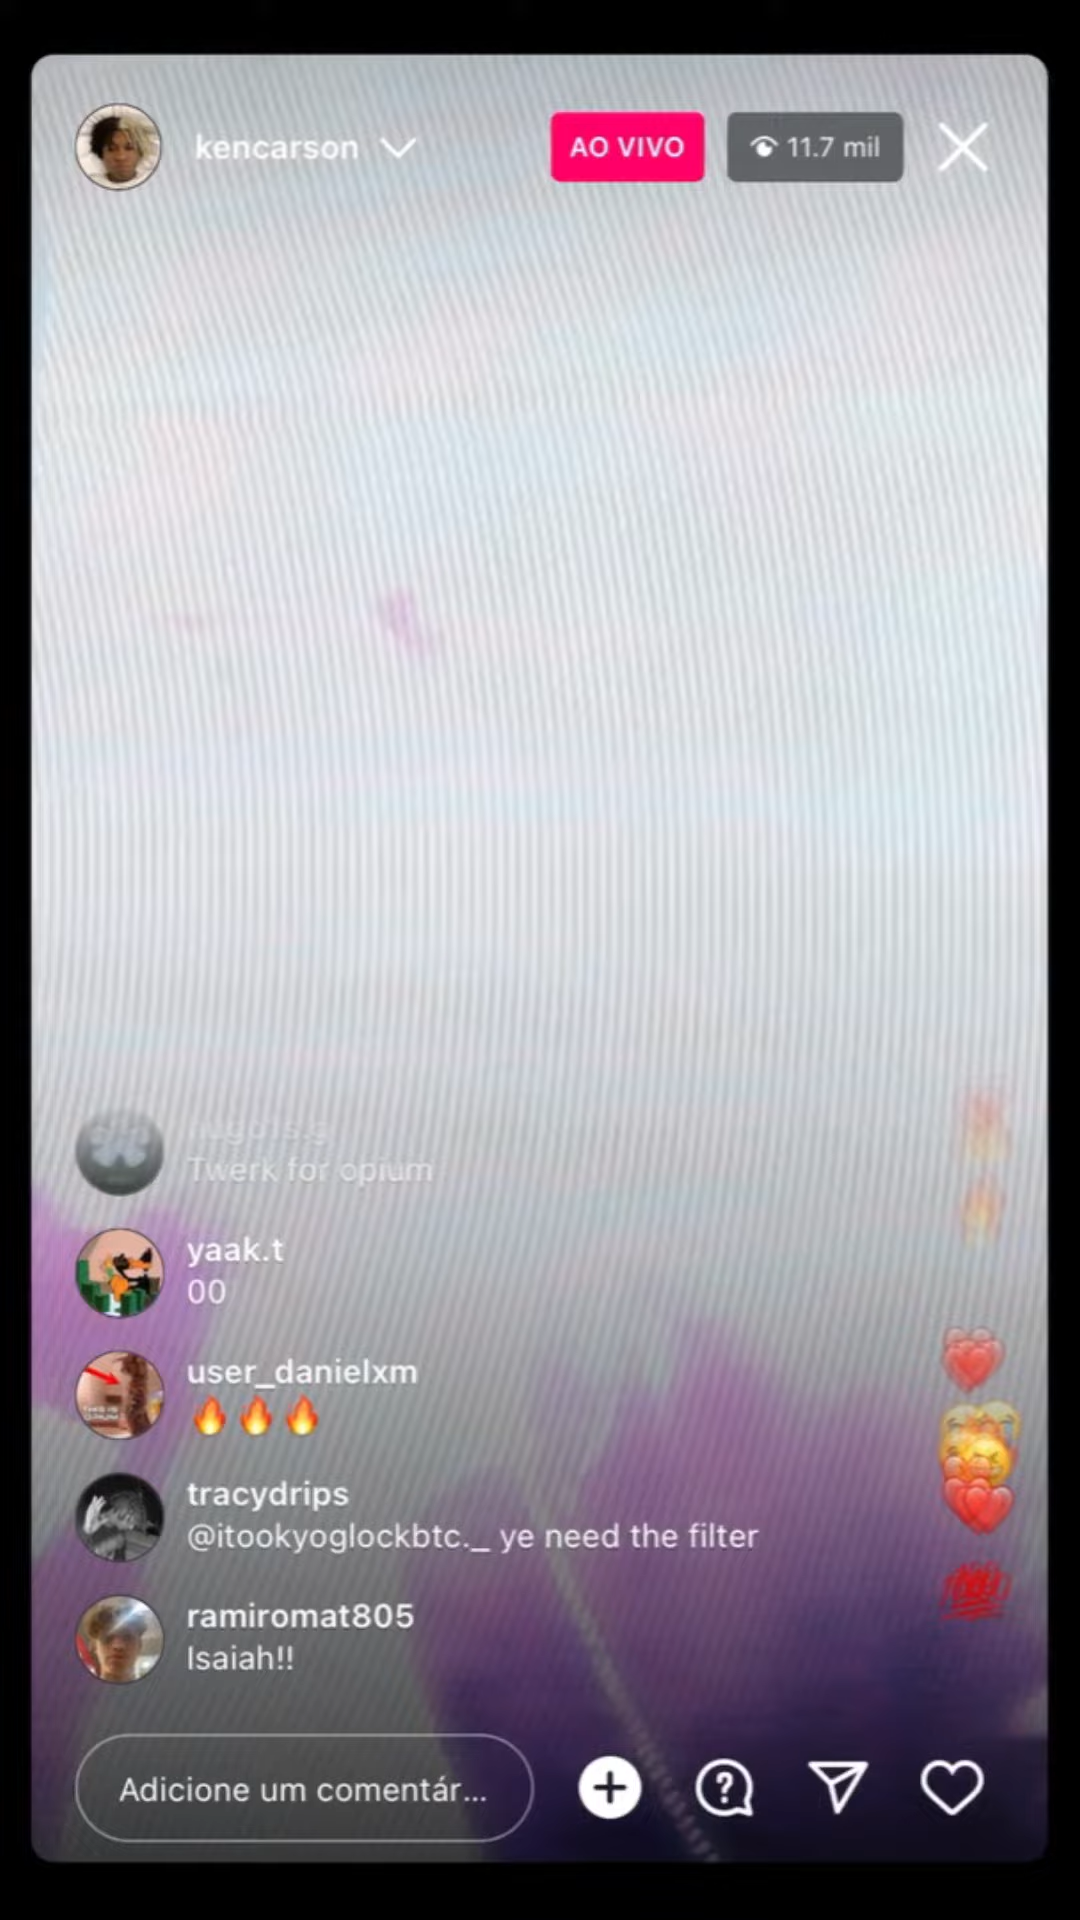 kencarson
AO VIVO
11.7 mil
Twerk for opium
yaak.t
00
user_danielxm
🔥🔥🔥
tracydrips
@itookyoglockbtc._ ye need the filter
ramiromat805
Isaiah!!
Adicione um comentár...